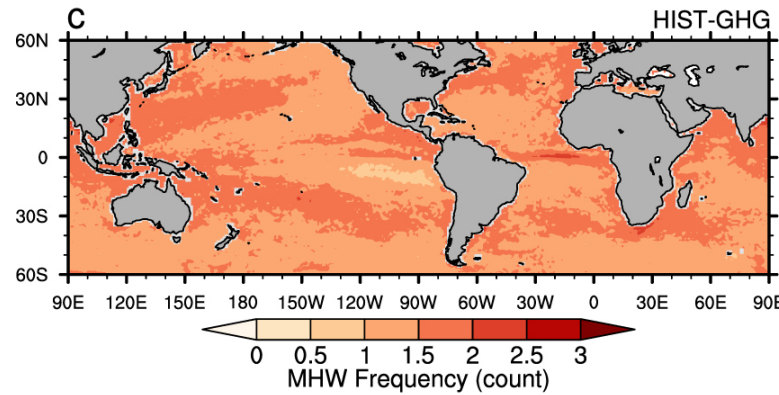 c HIST-GHG
60N
30N
0
30S
60S
90E 120E 150E 180 150W 120W 90W 60W 30W 0 30E 60E 90E
0 0.5 1 1.5 2 2.5 3
MHW Frequency (count)